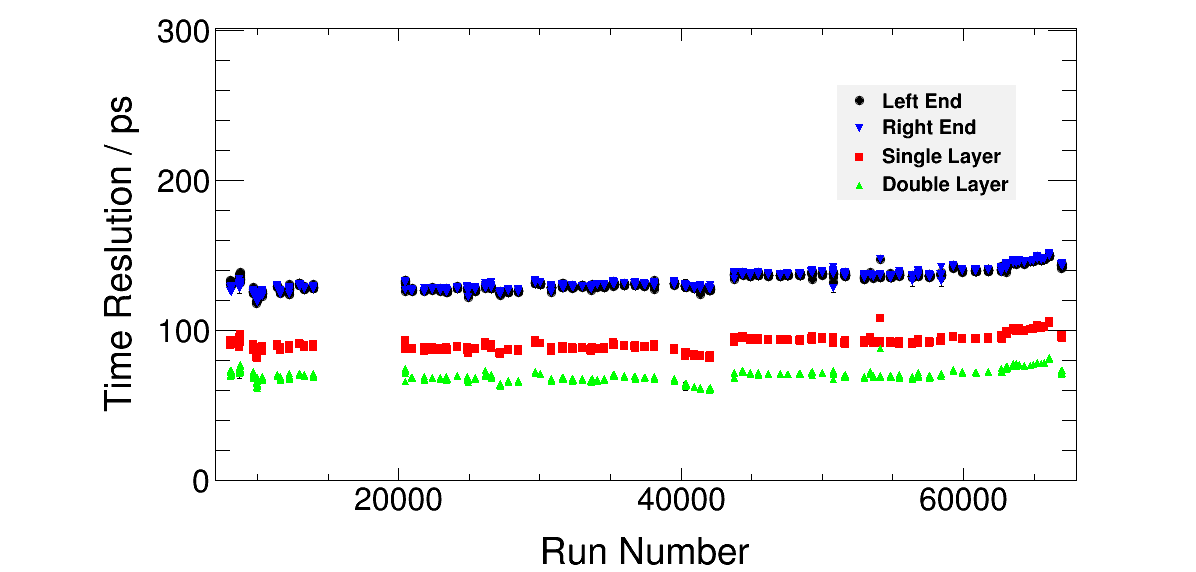 300
200
100
0
Time Reslution / ps
Left End
Right End
Single Layer
Double Layer
20000
40000
60000
Run Number